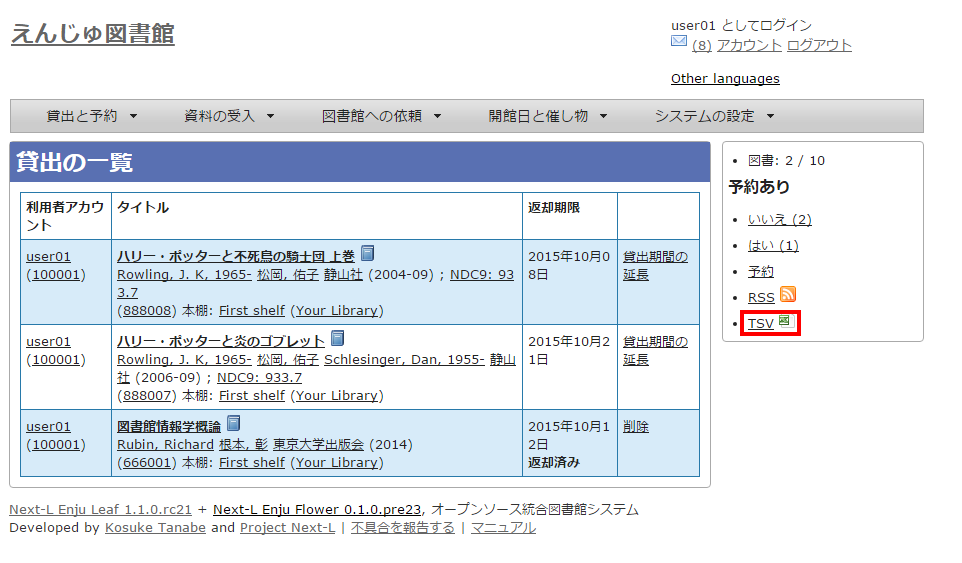 えんじゅ図書館
user01 としてログイン
(8) アカウント ログアウト
Other languages
貸出と予約 資料の受入 図書館への依頼 開館日と催し物 システムの設定
貸出の一覧
利用者アカウ
ント
タイトル
返却期限
user01
(100001)
ハリー・ポッターと不死鳥の騎士団 上巻
Rowling, J. K, 1965- 松岡, 佑子 静山社 (2004-09) ; NDC9: 93
3.7
(888008) 本棚: First shelf (Your Library)
2015年10月0
8日
貸出期間の
延長
user01
(100001)
ハリー・ポッターと炎のゴブレット
Rowling, J. K, 1965- 松岡, 佑子 Schlesinger, Dan, 1955- 静山
社 (2006-09) ; NDC9: 933.7
(888007) 本棚: First shelf (Your Library)
2015年10月2
1日
貸出期間の
延長
user01
(100001)
図書館情報学概論
Rubin, Richard 根本, 彰 東京大学出版会 (2014)
(666001) 本棚: First shelf (Your Library)
2015年10月1
2日
返却済み
削除
図書: 2 / 10
予約あり
いいえ (2)
はい (1)
予約
RSS
TSV
Next-L Enju Leaf 1.1.0.rc21 + Next-L Enju Flower 0.1.0.pre23, オープンソース統合図書館システム
Developed by Kosuke Tanabe and Project Next-L | 不具合を報告する | マニュアル